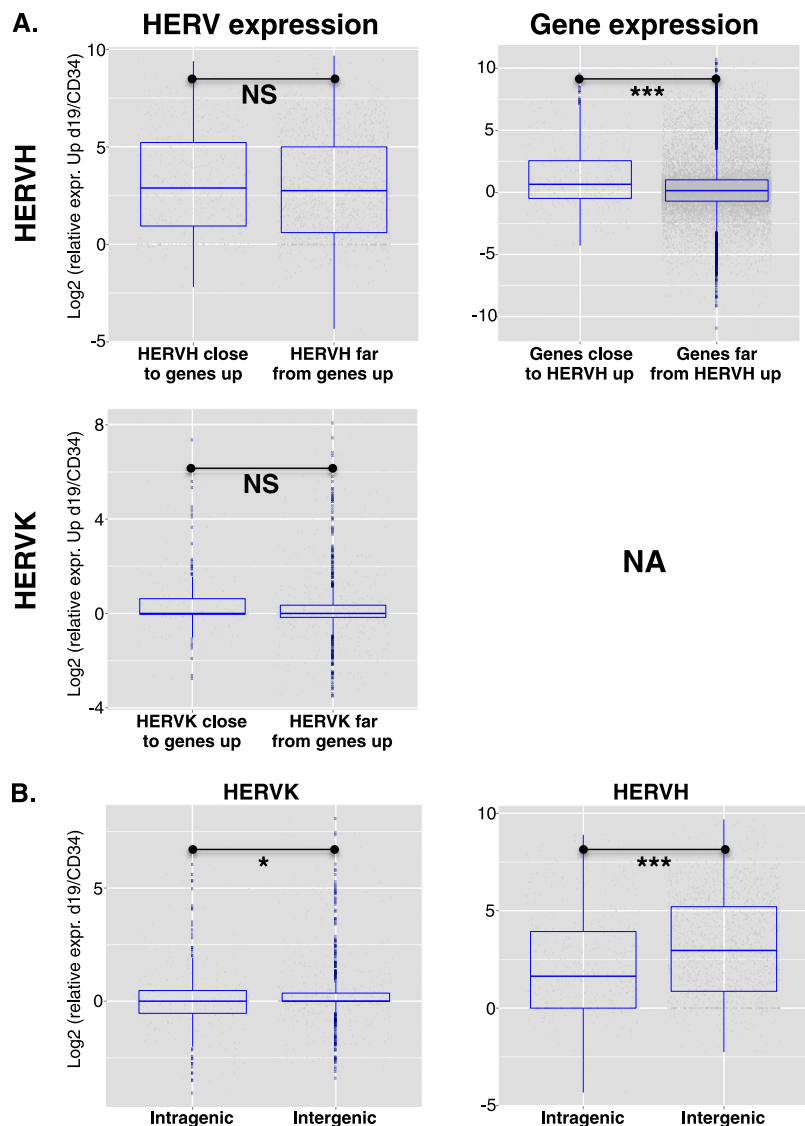 A.
HERV expression
Gene expression
HERVH
Log2 (relative expr. Up d19/CD34)
10
5
0
-5
NS
HERVH close
to genes up
HERVH far
from genes up
10
5
0
-5
-10
***
Genes close
to HERVH up
Genes far
from HERVH up
HERVK
Log2 (relative expr. Up d19/CD34)
8
4
0
-4
NS
HERVK close
to genes up
HERVK far
from genes up
NA
B.
HERVK
Log2 (relative expr. d19/CD34)
5
0
*
Intragenic
Intergenic
HERVH
10
5
0
-5
***
Intragenic
Intergenic